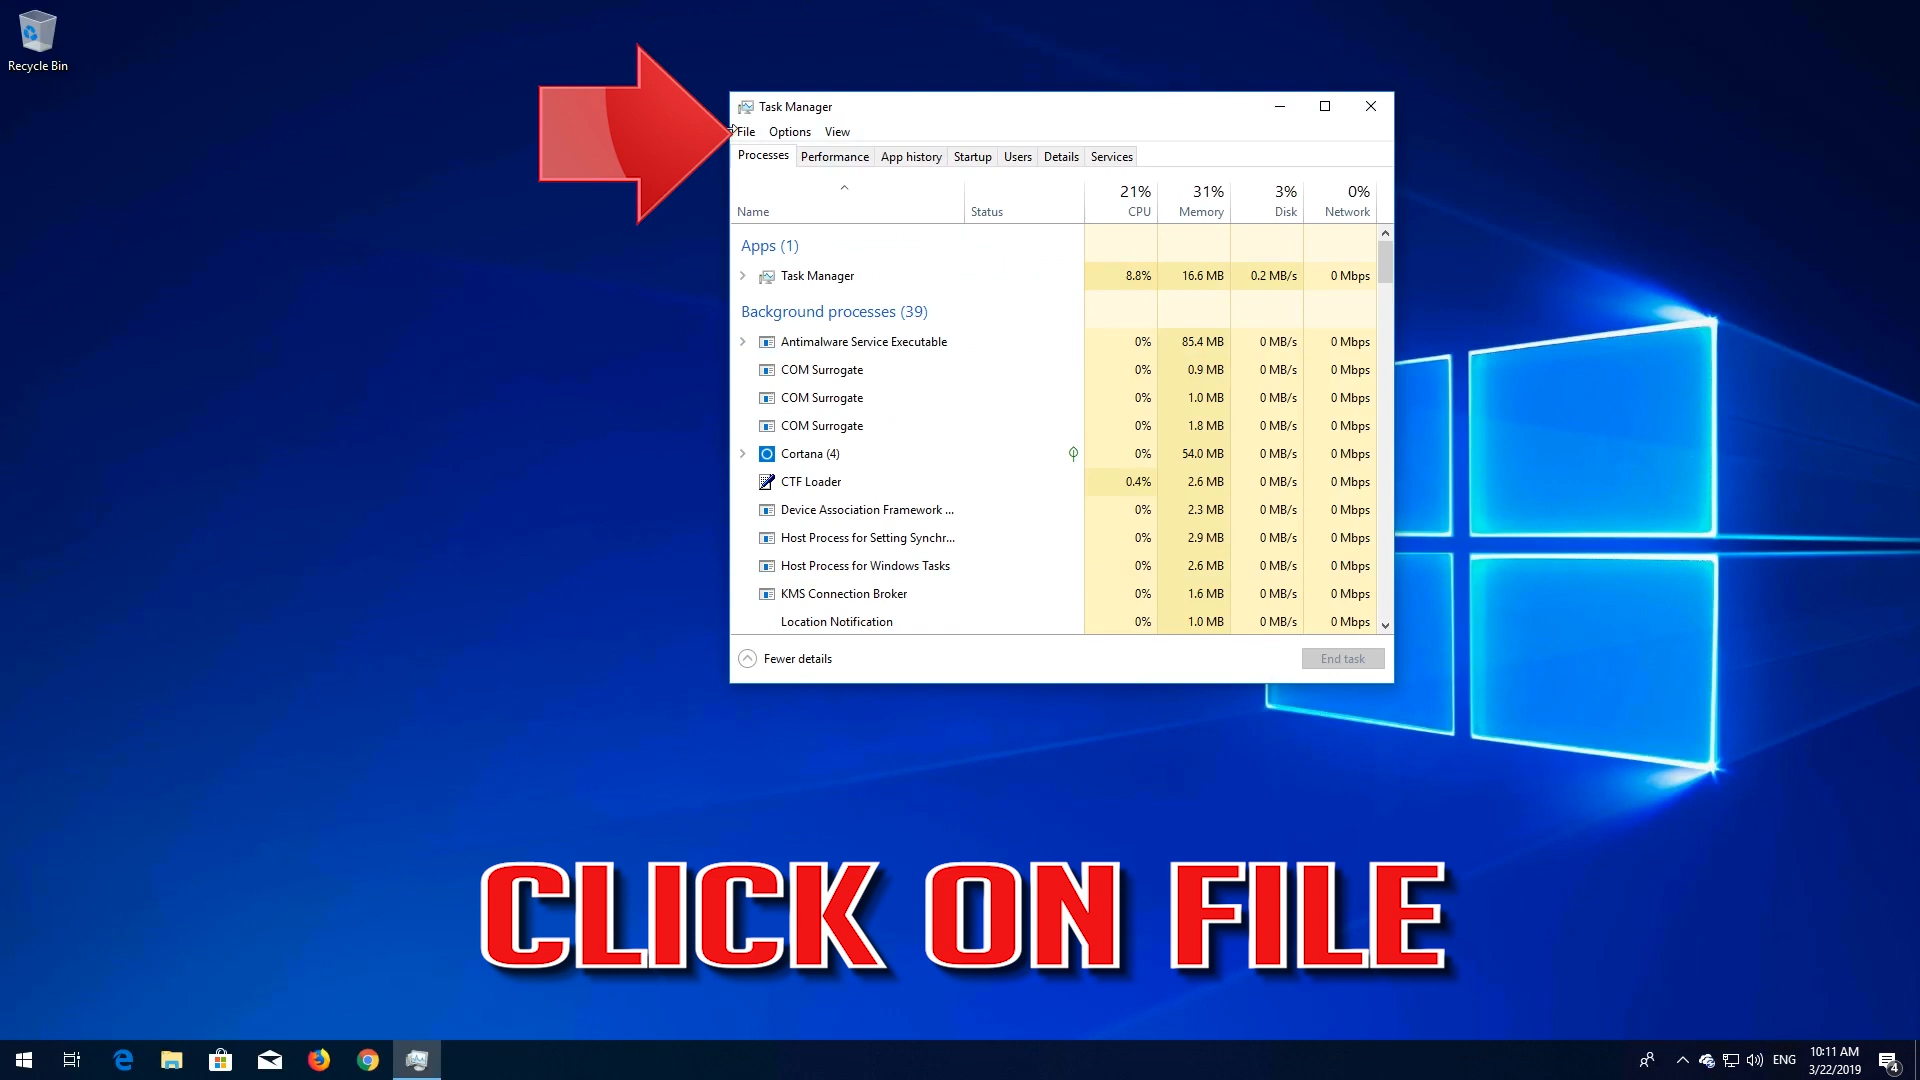 Recycle Bin
Task Manager
File Options View
Processes Performance App history Startup Users Details Services
21% 31% 3% 0%
Name Status CPU Memory Disk Network
Apps (1)
Task Manager 8.8% 16.6 MB 0.2 MB/s 0 Mbps
Background processes (39)
Antimalware Service Executable 0% 85.4 MB 0 MB/s 0 Mbps
COM Surrogate 0% 0.9 MB 0 MB/s 0 Mbps
COM Surrogate 0% 1.0 MB 0 MB/s 0 Mbps
COM Surrogate 0% 1.8 MB 0 MB/s 0 Mbps
Cortana (4) 0% 54.0 MB 0 MB/s 0 Mbps
CTF Loader 0.4% 2.6 MB 0 MB/s 0 Mbps
Device Association Framework ... 0% 2.3 MB 0 MB/s 0 Mbps
Host Process for Setting Synchr... 0% 2.9 MB 0 MB/s 0 Mbps
Host Process for Windows Tasks 0% 2.6 MB 0 MB/s 0 Mbps
KMS Connection Broker 0% 1.6 MB 0 MB/s 0 Mbps
Location Notification 0% 1.0 MB 0 MB/s 0 Mbps
Fewer details End task
CLICK ON FILE
ENG 10:11 AM
3/22/2019 4